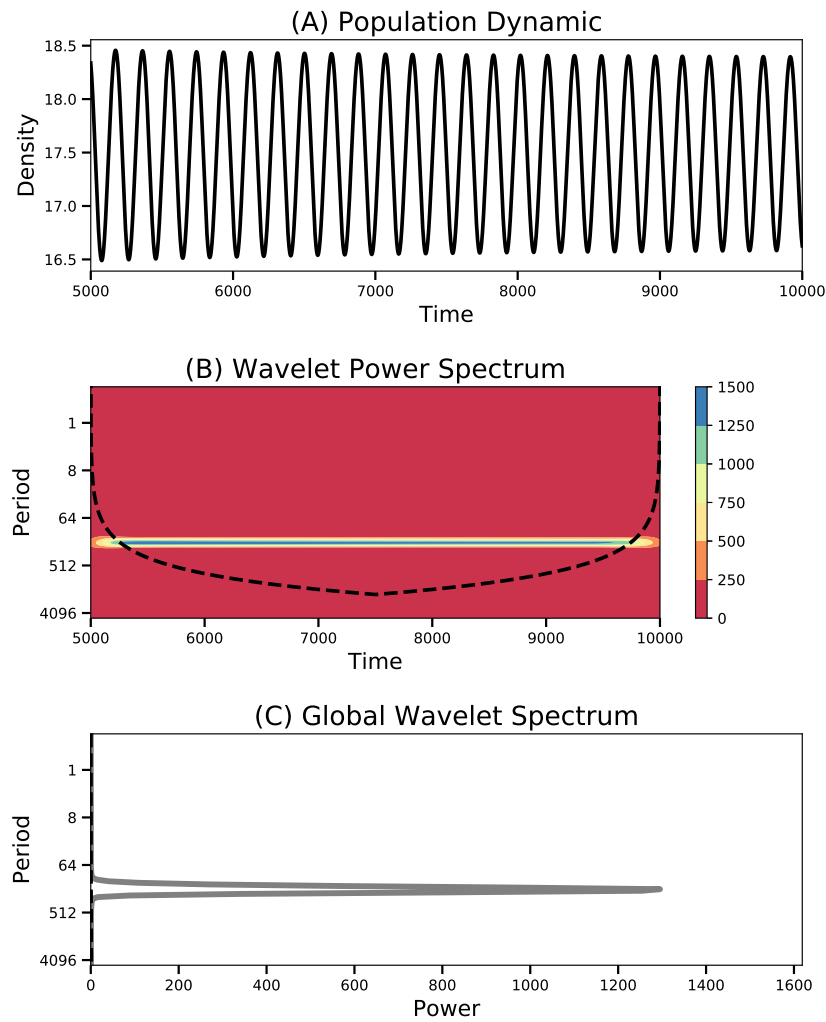 (A) Population Dynamic
18.5
18.0
17.5
17.0
16.5
Density
5000 6000 7000 8000 9000 10000
Time
(B) Wavelet Power Spectrum
1
8
64
512
4096
Period
5000 6000 7000 8000 9000 10000
Time
1500
1250
1000
750
500
250
0
(C) Global Wavelet Spectrum
1
8
64
512
4096
Period
0 200 400 600 800 1000 1200 1400 1600
Power